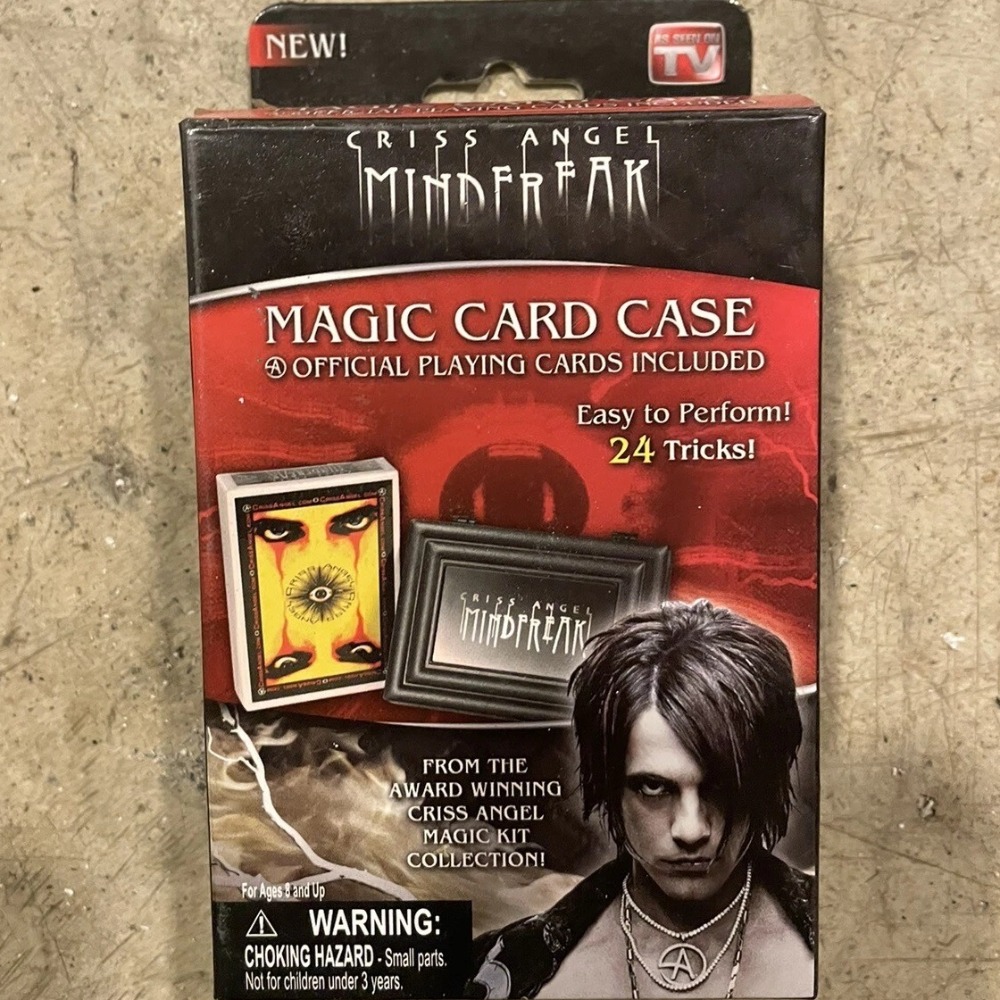 NEW!
AS SEEN ON
TV
CRISS ANGEL
MINDFREAK
MAGIC CARD CASE
OFFICIAL PLAYING CARDS INCLUDED
Easy to Perform!
24 Tricks!
CRISS ANGEL
MINDFREAK
FROM THE
AWARD WINNING
CRISS ANGEL
MAGIC KIT
COLLECTION!
For Ages 8 and Up
WARNING:
CHOKING HAZARD - Small parts.
Not for children under 3 years.